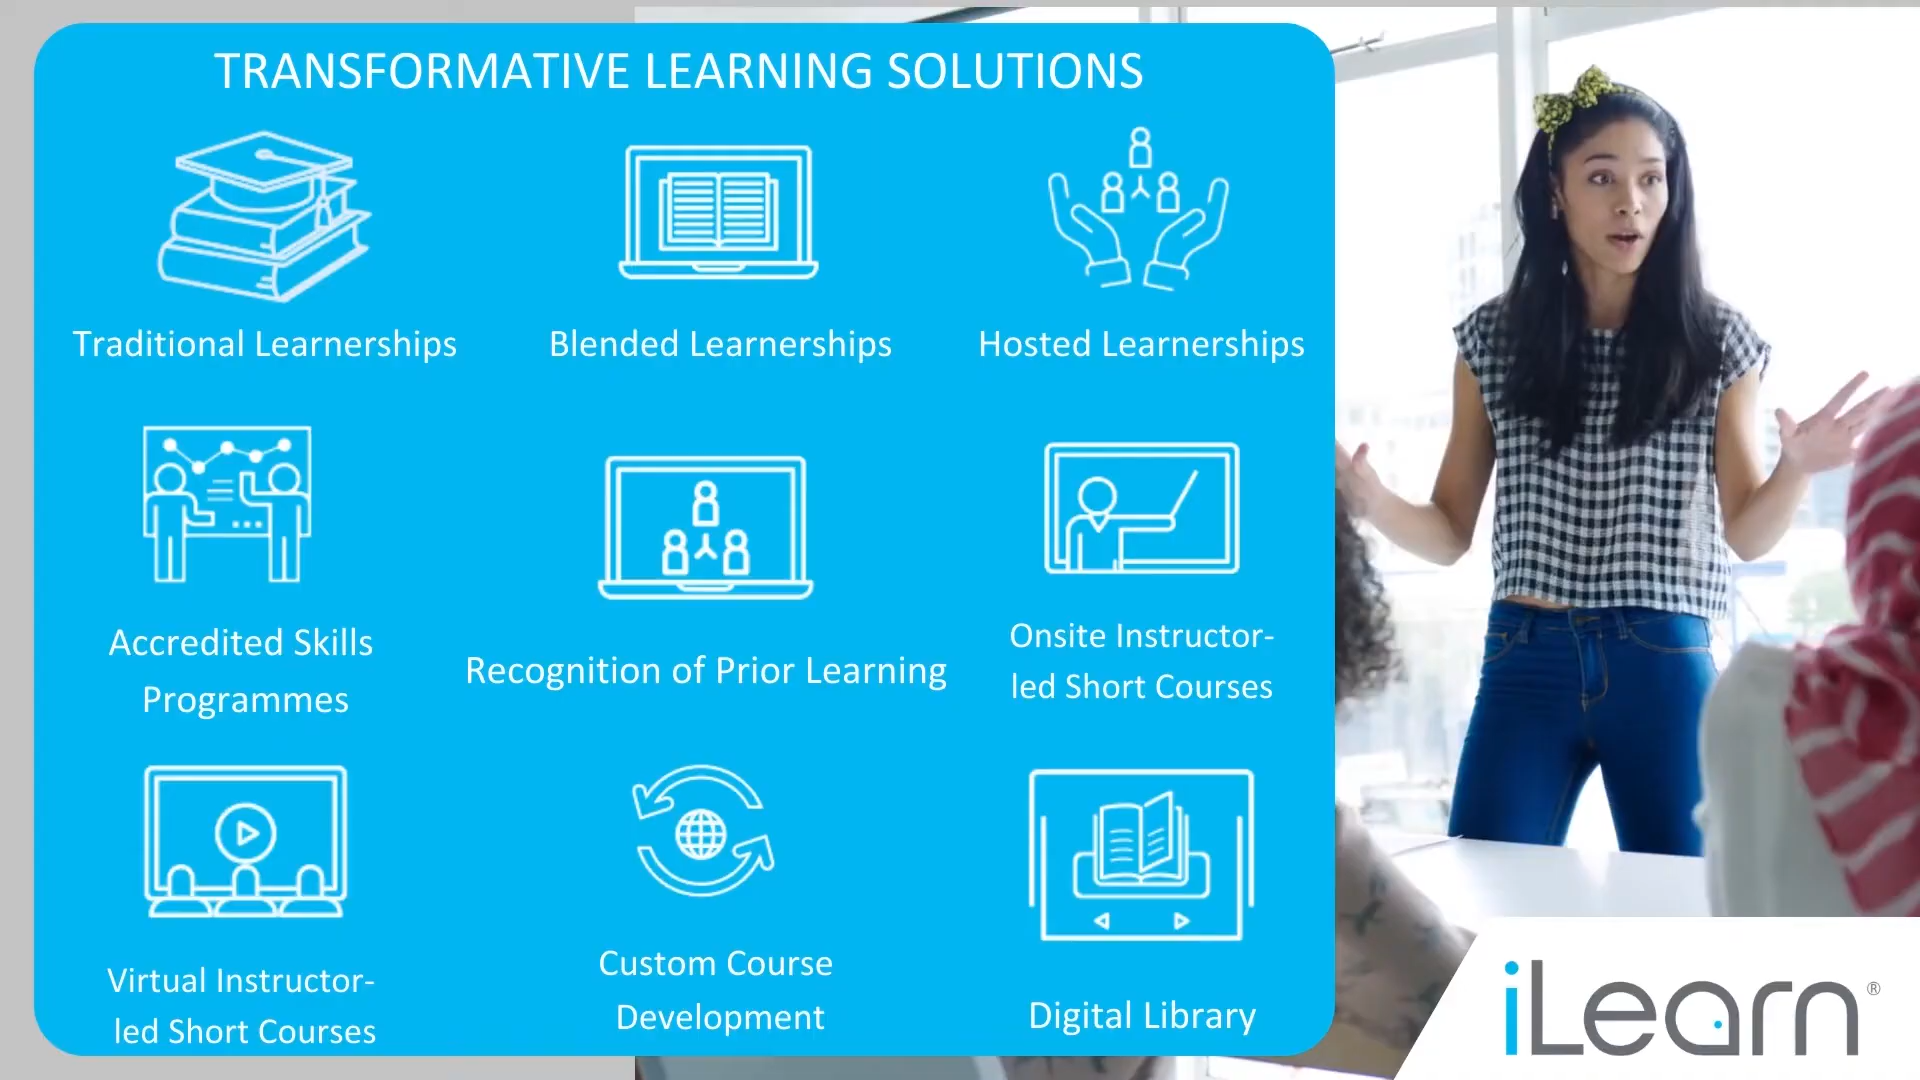 TRANSFORMATIVE LEARNING SOLUTIONS
Traditional Learnerships
Blended Learnerships
Hosted Learnerships
Accredited Skills
Programmes
Recognition of Prior Learning
Onsite Instructor-
led Short Courses
Virtual Instructor-
led Short Courses
Custom Course
Development
Digital Library
iLearn®